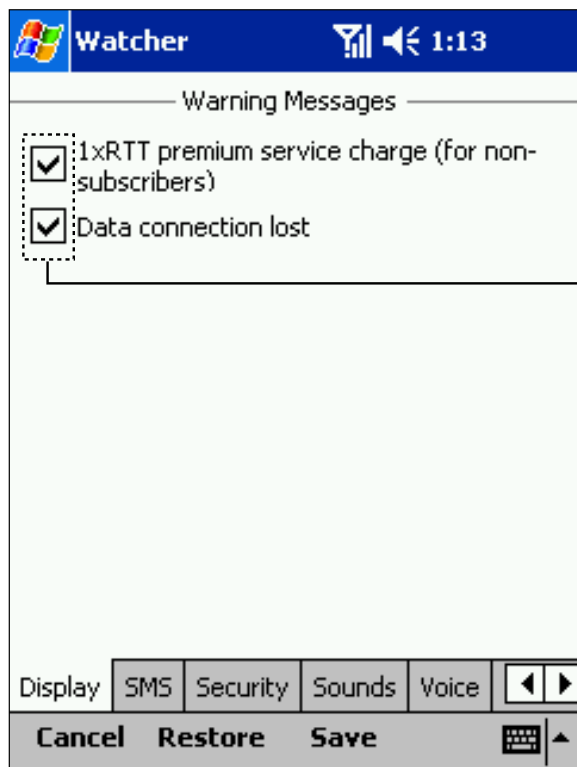 Watcher 1:13
Warning Messages
1xRTT premium service charge (for non-
subscribers)
Data connection lost
Display SMS Security Sounds Voice
Cancel Restore Save